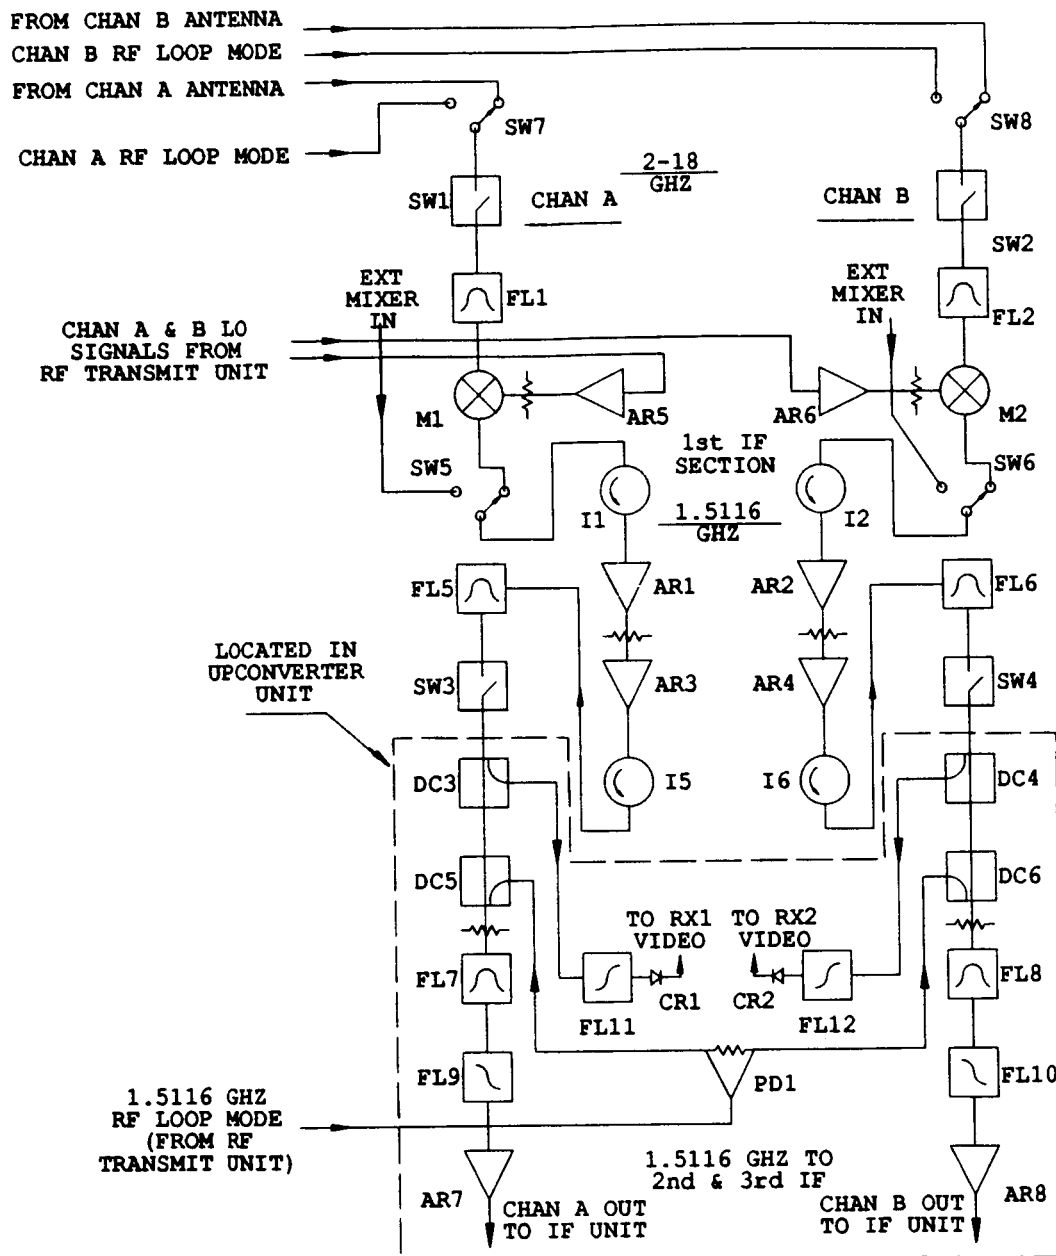 FROM CHAN B ANTENNA
CHAN B RF LOOP MODE
FROM CHAN A ANTENNA
CHAN A RF LOOP MODE
SW7
SW8
2-18
GHZ
SW1
CHAN A
CHAN B
SW2
EXT
MIXER
IN
FL1
EXT
MIXER
IN
FL2
CHAN A & B LO
SIGNALS FROM
RF TRANSMIT UNIT
M1
AR5
AR6
M2
1st IF
SECTION
SW5
SW6
I1
1.5116
GHZ
I2
FL5
AR1
AR2
FL6
LOCATED IN
UPCONVERTER
UNIT
SW3
AR3
AR4
SW4
DC3
I5
I6
DC4
DC5
DC6
TO RX1
VIDEO
TO RX2
VIDEO
FL7
CR1
CR2
FL8
FL11
FL12
FL9
PD1
FL10
1.5116 GHZ
RF LOOP MODE
(FROM RF
TRANSMIT UNIT)
1.5116 GHZ TO
2nd & 3rd IF
AR7
CHAN A OUT
TO IF UNIT
CHAN B OUT
TO IF UNIT
AR8